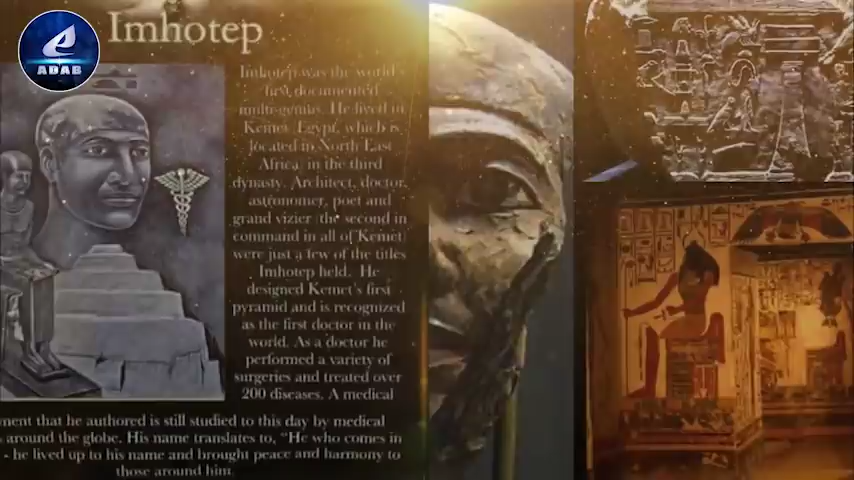 ADAB
Imhotep
Imhotep was the world's
first documented
multi-genius. He lived in
Kemet, Egypt, which is
located in North East
Africa, in the third
dynasty. Architect, doctor,
astronomer, poet and
grand vizier (the second in
command in all of Kemet)
were just a few of the titles
Imhotep held. He
designed Kemet's first
pyramid and is recognized
as the first doctor in the
world. As a doctor he
performed a variety of
surgeries and treated over
200 diseases. A medical
ment that he authored is still studied to this day by medical
around the globe. His name translates to, "He who comes in
- he lived up to his name and brought peace and harmony to
those around him.